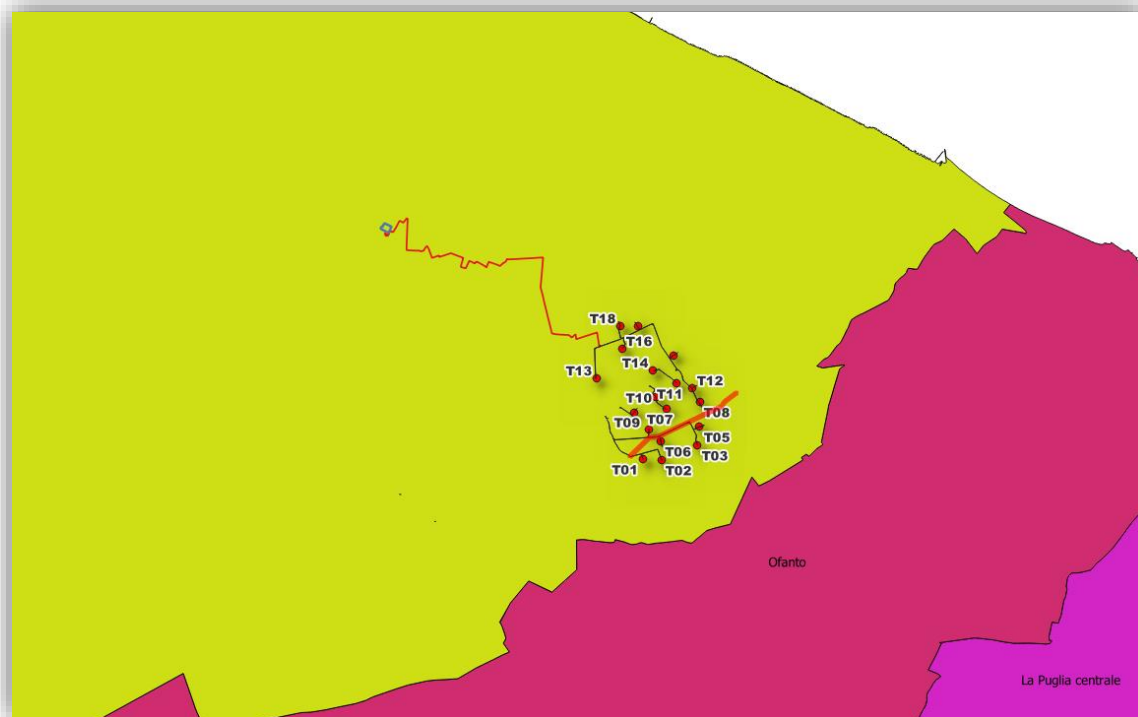 T18
T16
T14
T13
T12
T10
T11
T08
T09
T07
T05
T06
T03
T01
T02
Ofanto
La Puglia centrale